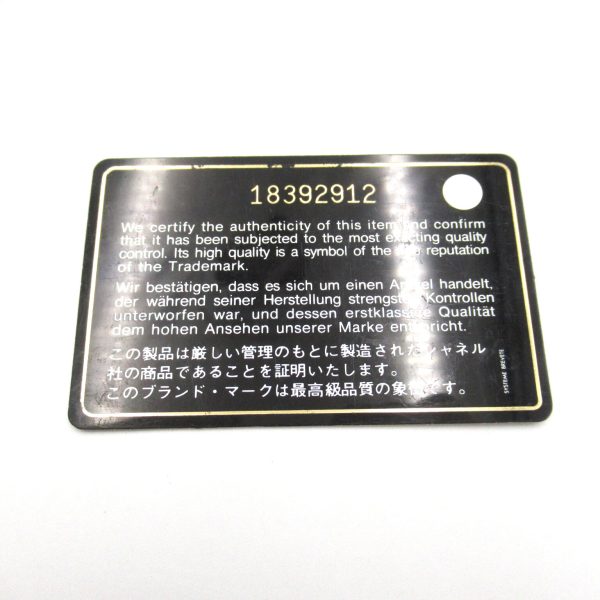 18392912
We certify the authenticity of this item and confirm
that it has been subjected to the most exacting quality
control. Its high quality is a symbol of the reputation
of the Trademark.
Wir bestätigen, dass es sich um einen Artikel handelt,
der während seiner Herstellung strengsten Kontrollen
unterworfen war, und dessen erstklassige Qualität
dem hohen Ansehen unserer Marke entspricht.
この製品は厳しい管理のもとに製造されたシャネル
社の商品であることを証明いたします。
このブランド・マークは最高級品質の象徴です。
SYSTEME BREVETE